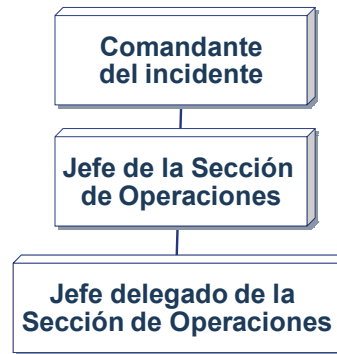 Comandante
del incidente
Jefe de la Sección
de Operaciones
Jefe delegado de la
Sección de Operaciones